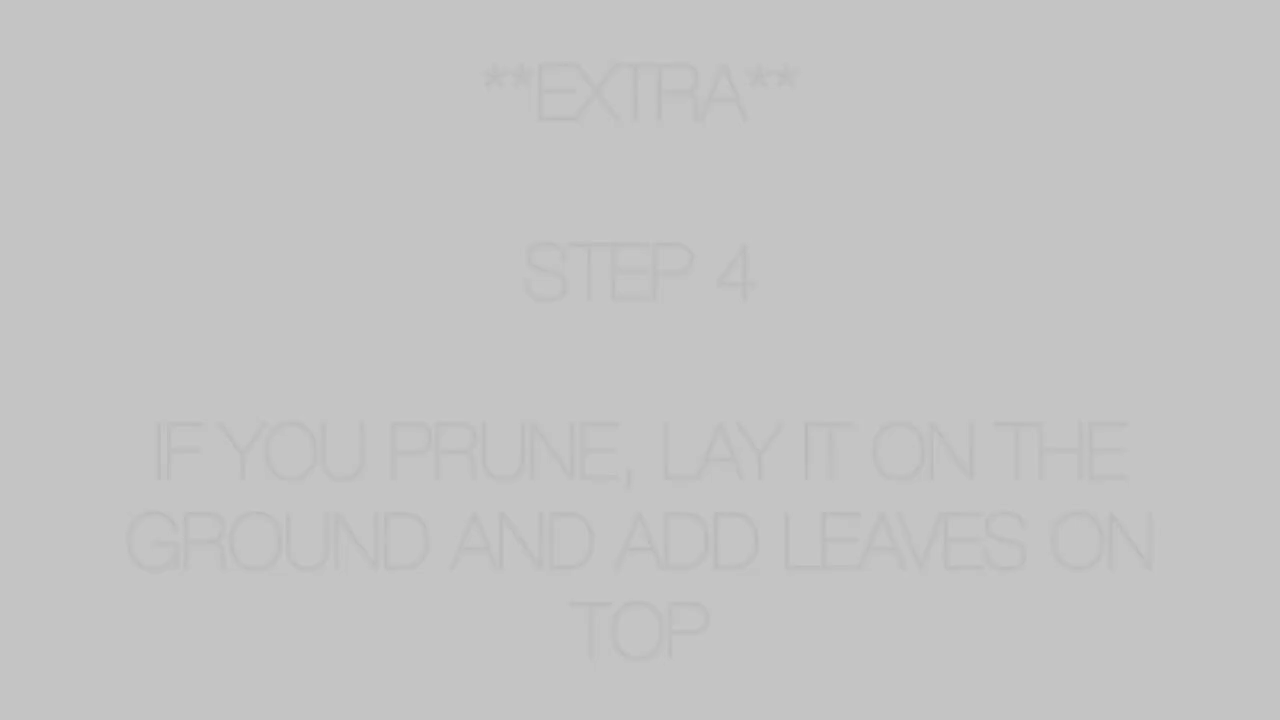 **EXTRA**
STEP 4
IF YOU PRUNE, LAY IT ON THE
GROUND AND ADD LEAVES ON
TOP